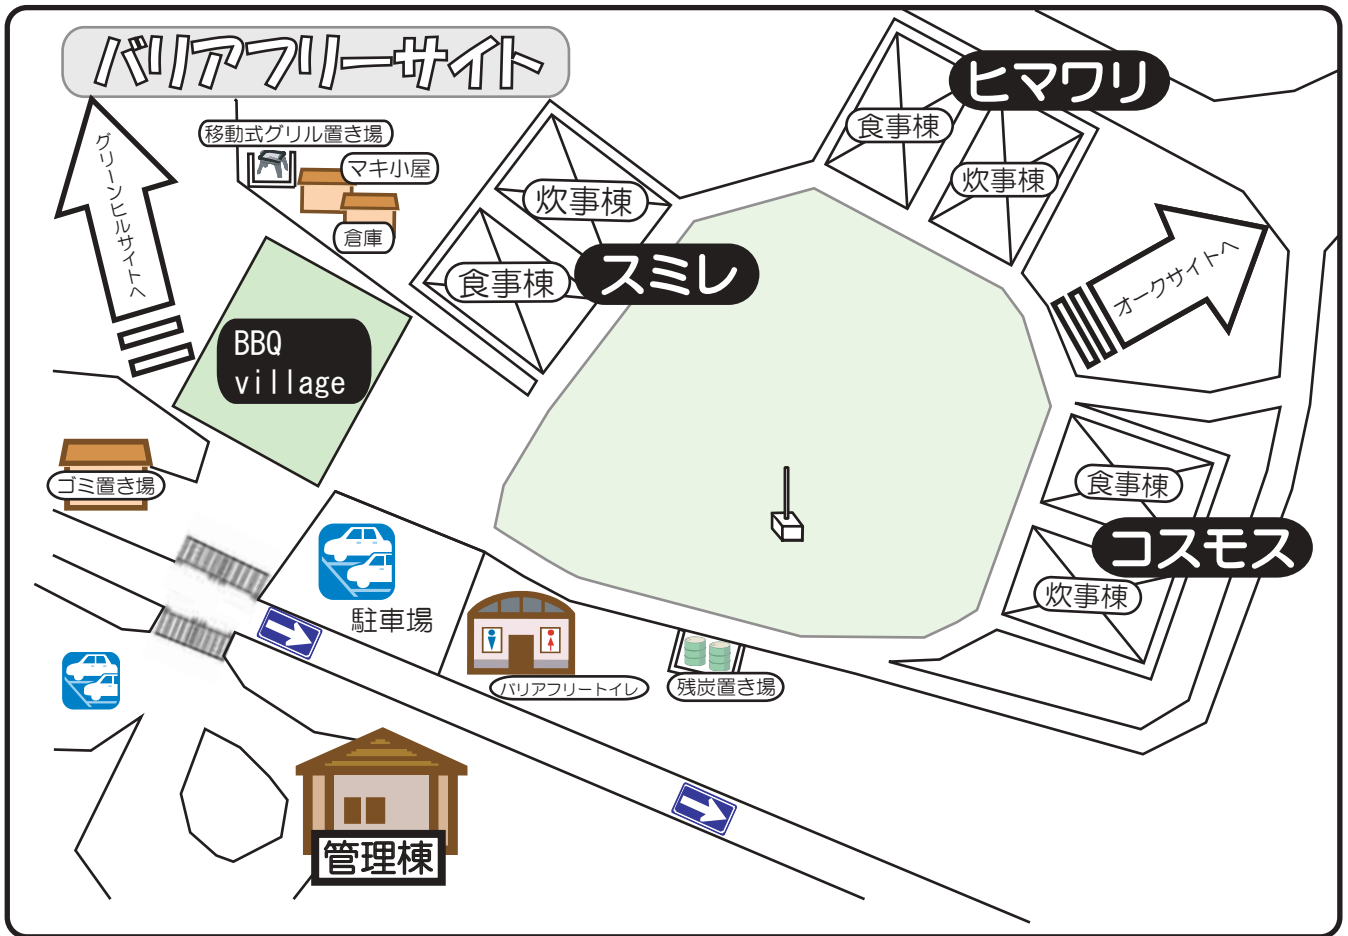 バリアフリーサイト
グリーンヒルサイトへ
移動式グリル置き場
マキ小屋
倉庫
炊事棟
食事棟
スミレ
ヒマワリ
食事棟
炊事棟
オークサイトへ
BBQ
village
ゴミ置き場
駐車場
バリアフリートイレ
残炭置き場
食事棟
コスモス
炊事棟
管理棟